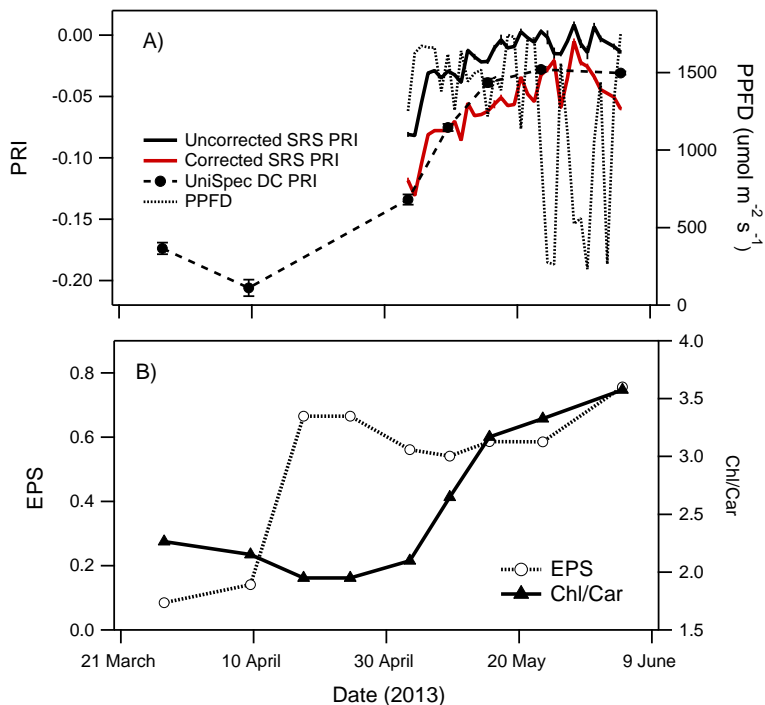 A)
0.00
-0.05
-0.10
-0.15
-0.20
PRI
Uncorrected SRS PRI
Corrected SRS PRI
UniSpec DC PRI
PPFD
1500
1000
500
0
PPFD (umol m-2 s-1)
B)
0.8
0.6
0.4
0.2
0.0
EPS
EPS
Chl/Car
4.0
3.5
3.0
2.5
2.0
1.5
Chl/Car
21 March 10 April 30 April 20 May 9 June
Date (2013)